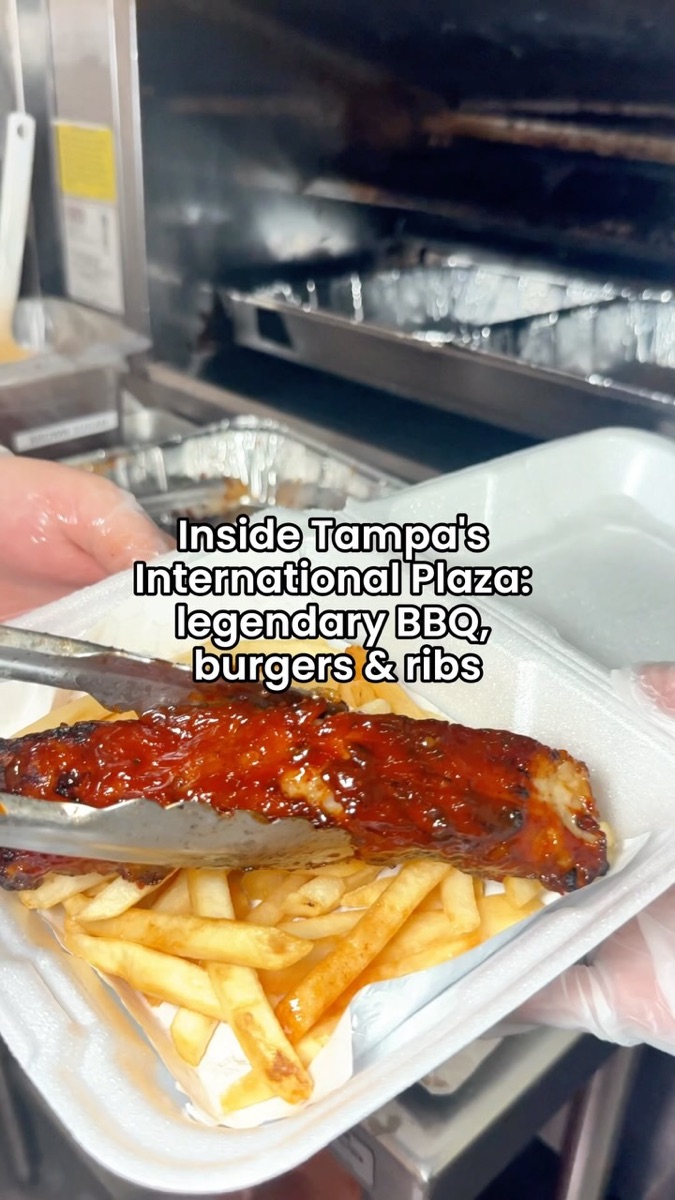 Inside Tampa's
International Plaza:
legendary BBQ,
burgers & ribs